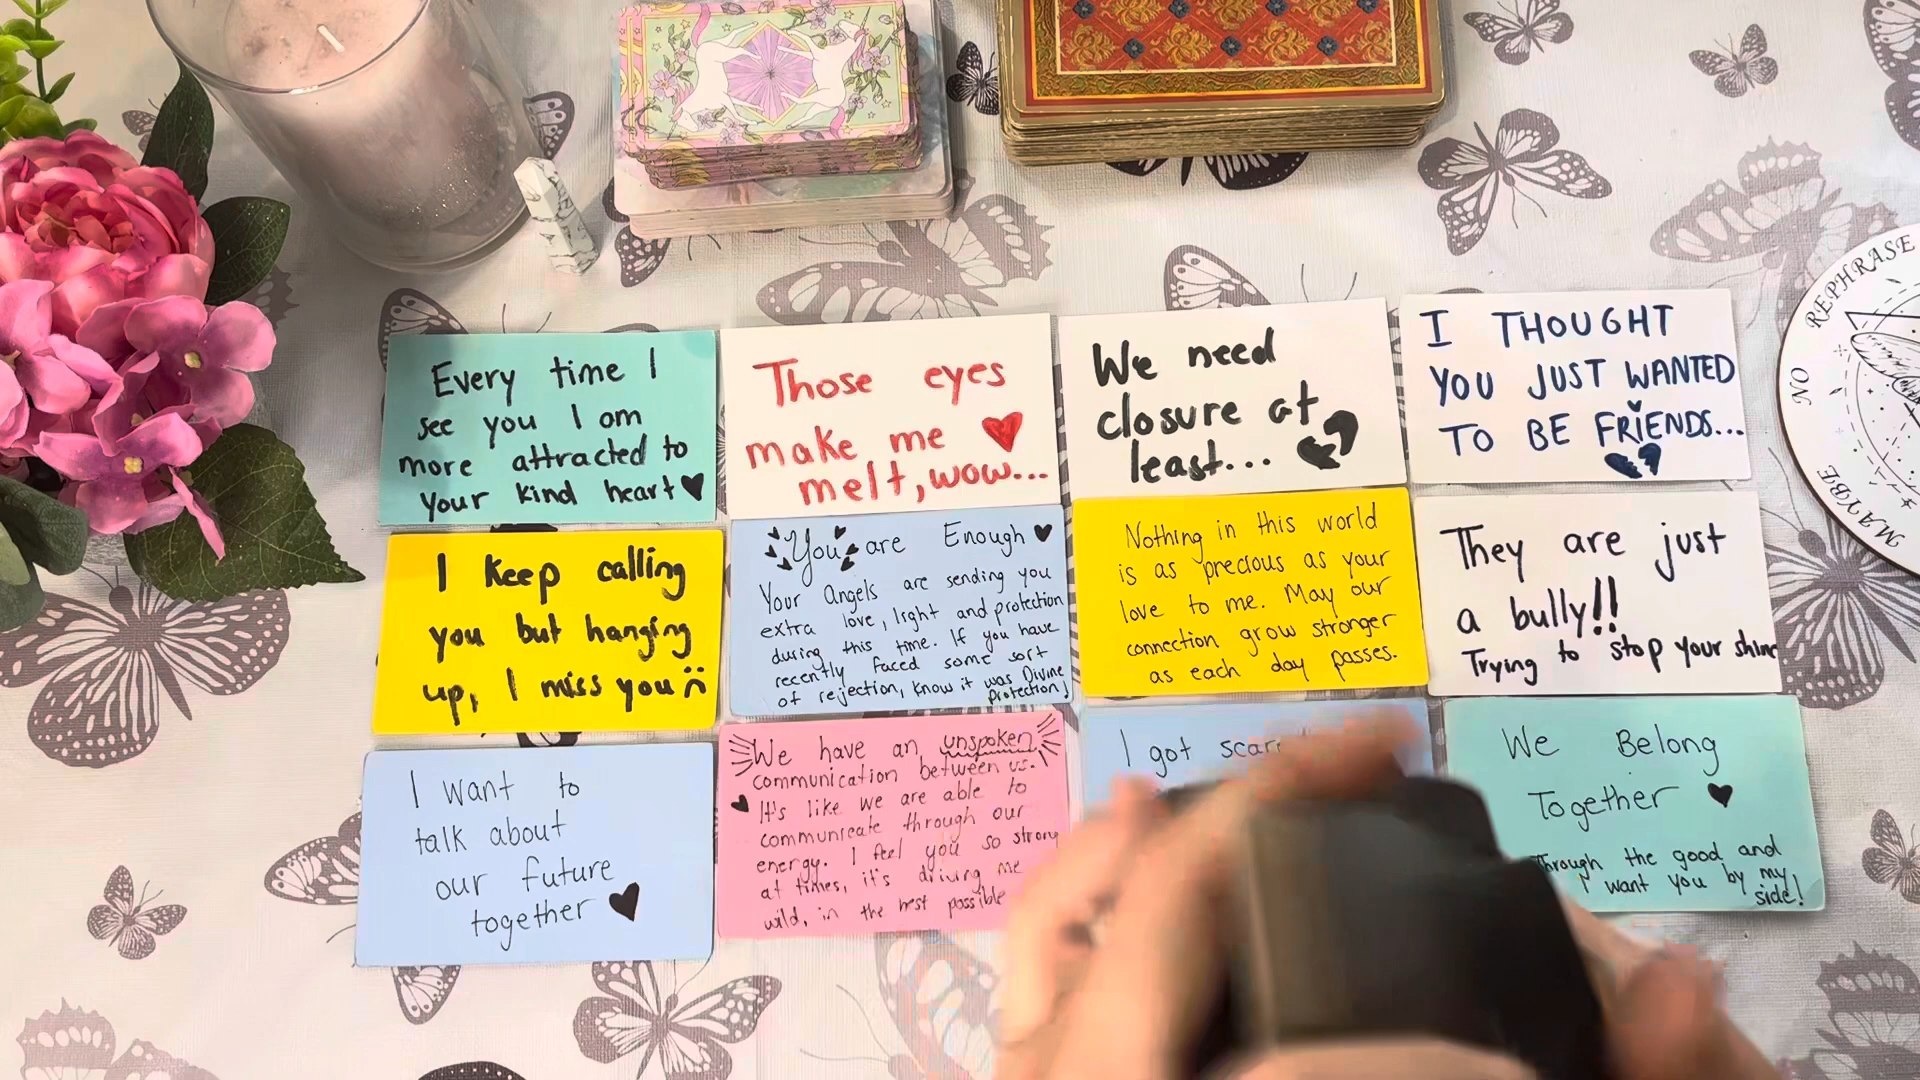 Every time I
see you I am
more attracted to
your kind heart
Those eyes
make me
melt, wow...
We need
closure at
least...
I THOUGHT
YOU JUST WANTED
TO BE FRIENDS...
NO REPHRASE
MAYBE
I keep calling
you but hanging
up, I miss you
You are Enough
Your angels are sending you
extra love, light and protection
during this time. If you have
recently faced some sort
of rejection, know it was Divine
Protection!
Nothing in this world
is as precious as your
love to me. May our
connection grow stronger
as each day passes.
They are just
a bully!!
Trying to stop your shine
I want to
talk about
our future
together
We have an unspoken
communication between us.
It's like we are able to
communicate through our
energy. I feel you so strong
at times, it's driving me
wild, in the best possible
I got
We Belong
Together
Through the good and
I want you by my
side!